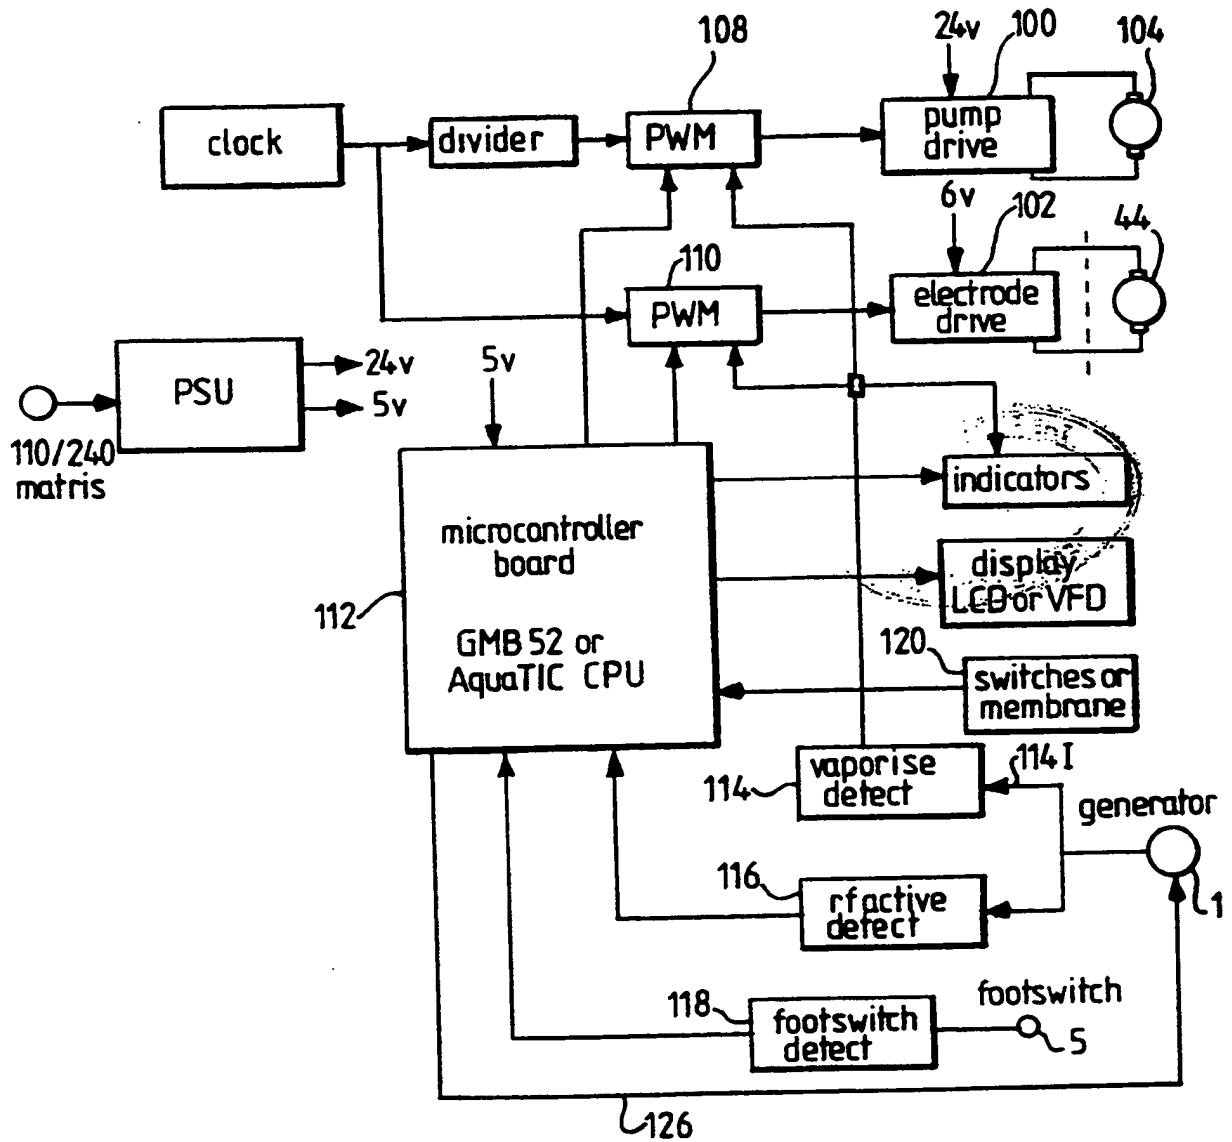 108
24v
100
104
clock
divider
PWM
pump
drive
6v
102
44
110
PWM
electrode
drive
PSU
24v
5v
5v
110/240
matris
indicators
microcontroller
board
display
LCD or VFD
112
GMB 52 or
AquaTIC CPU
120
switches or
membrane
114
vaporise
detect
114 I
generator
116
rf active
detect
1
118
footswitch
detect
footswitch
5
126